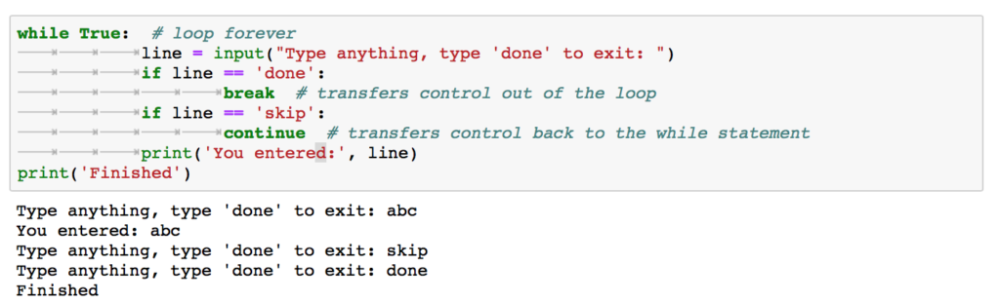 while True:  # loop forever
            line = input("Type anything, type 'done' to exit: ")
            if line == 'done':
                    break  # transfers control out of the loop
            if line == 'skip':
                    continue  # transfers control back to the while statement
            print('You entered:', line)
print('Finished')
Type anything, type 'done' to exit: abc
You entered: abc
Type anything, type 'done' to exit: skip
Type anything, type 'done' to exit: done
Finished